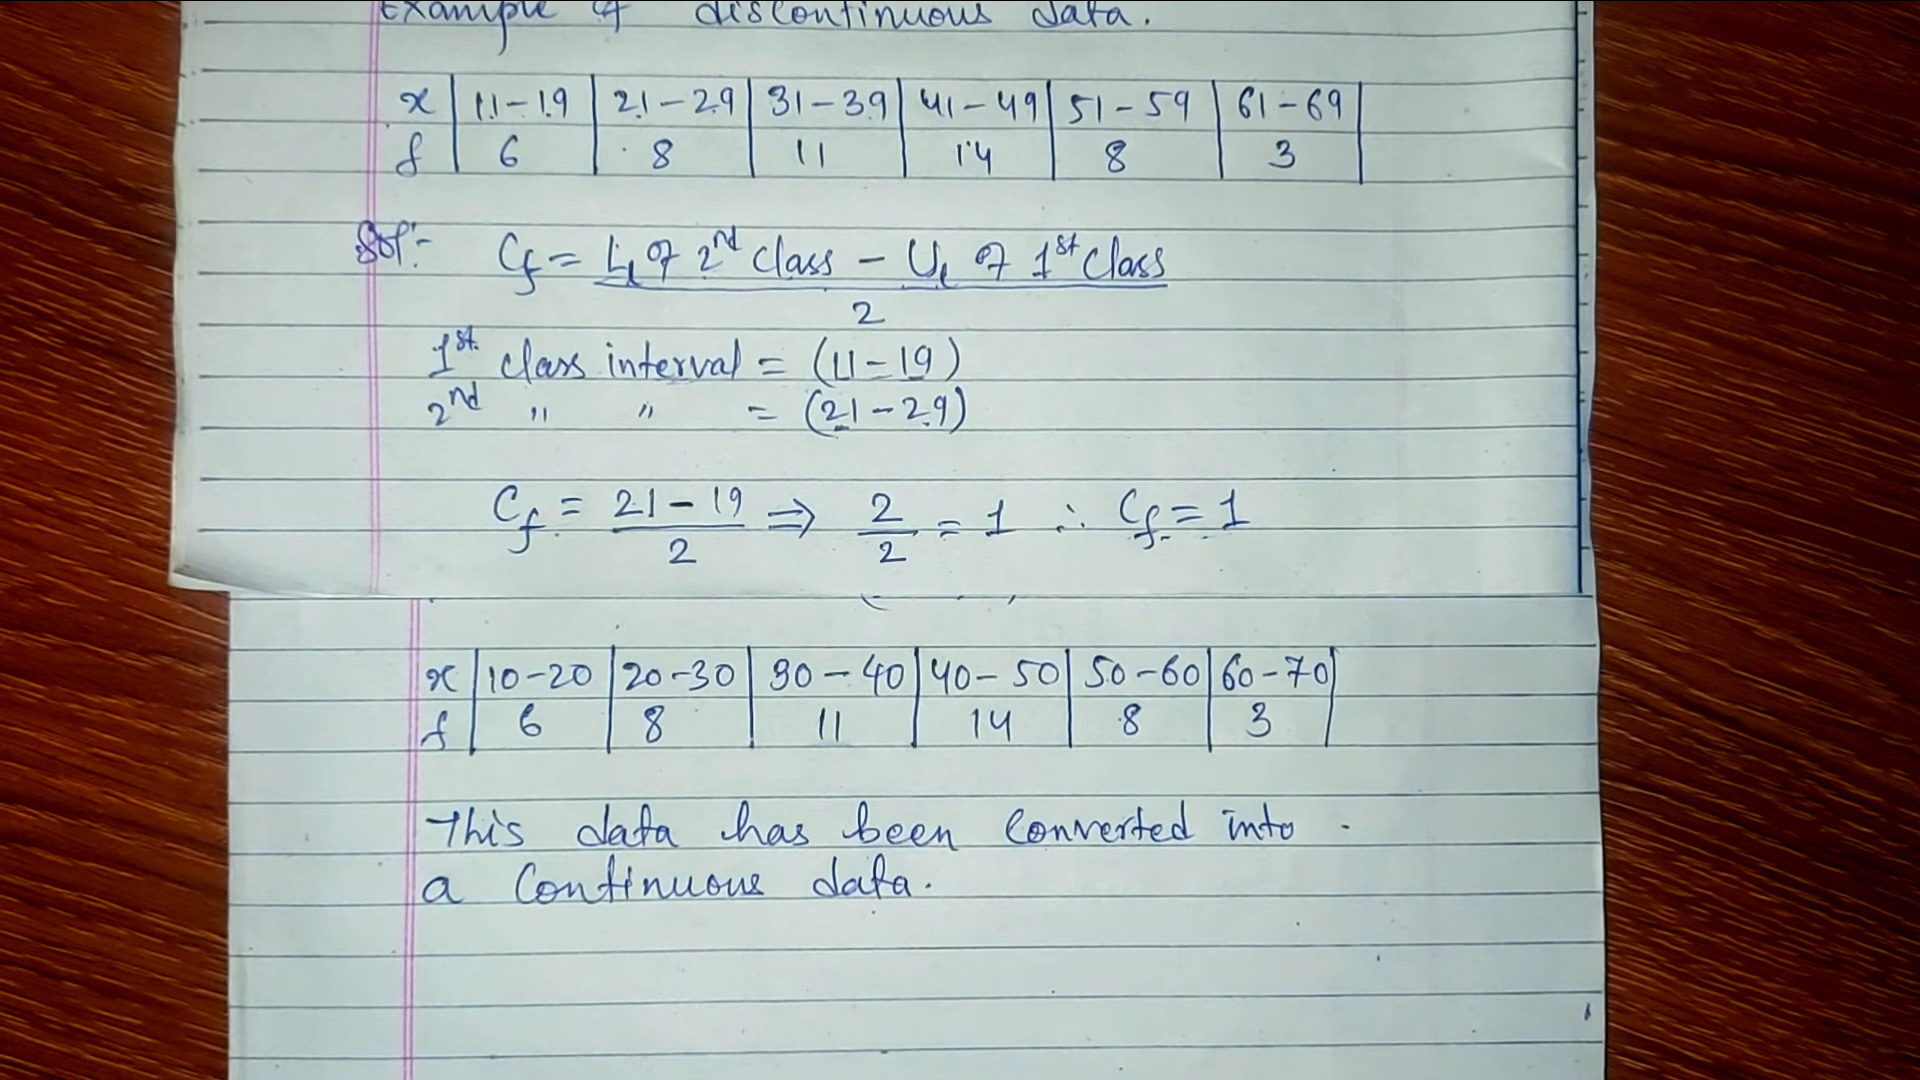 Example of discontinuous data.
x 11-19 21-29 31-39 41-49 51-59 61-69
f 6 8 11 14 8 3
Sol:- Cf = Ll of 2nd class - Ul of 1st class
2
1st class interval = (11-19)
2nd " " = (21-29)
Cf = 21-19 ⇒ 2 = 1 ∴ Cf = 1
2 2
x 10-20 20-30 30-40 40-50 50-60 60-70
f 6 8 11 14 8 3
This data has been Converted into
a Continuous data.